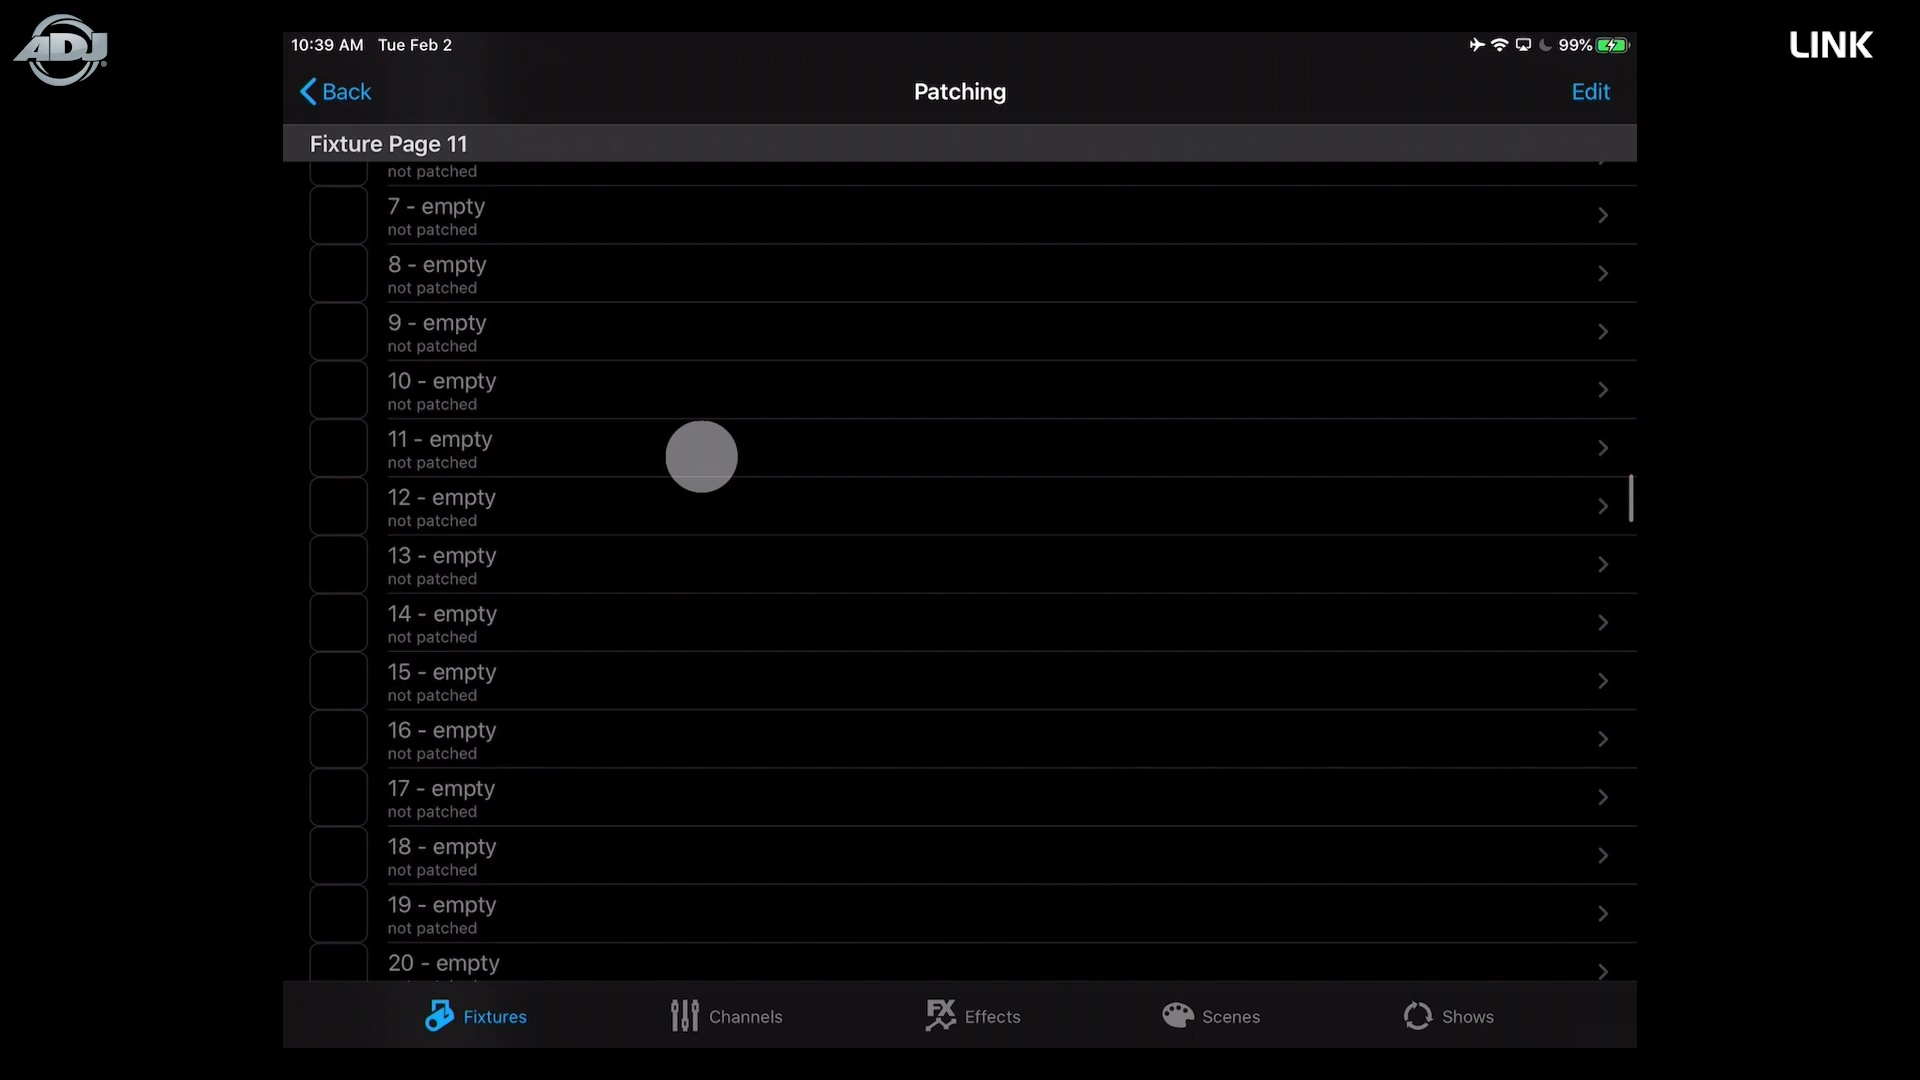 ADJ
LINK
10:39 AM Tue Feb 2
99%
Back
Patching
Edit
Fixture Page 11
not patched
7 - empty
not patched
8 - empty
not patched
9 - empty
not patched
10 - empty
not patched
11 - empty
not patched
12 - empty
not patched
13 - empty
not patched
14 - empty
not patched
15 - empty
not patched
16 - empty
not patched
17 - empty
not patched
18 - empty
not patched
19 - empty
not patched
20 - empty
Fixtures
Channels
FX Effects
Scenes
Shows